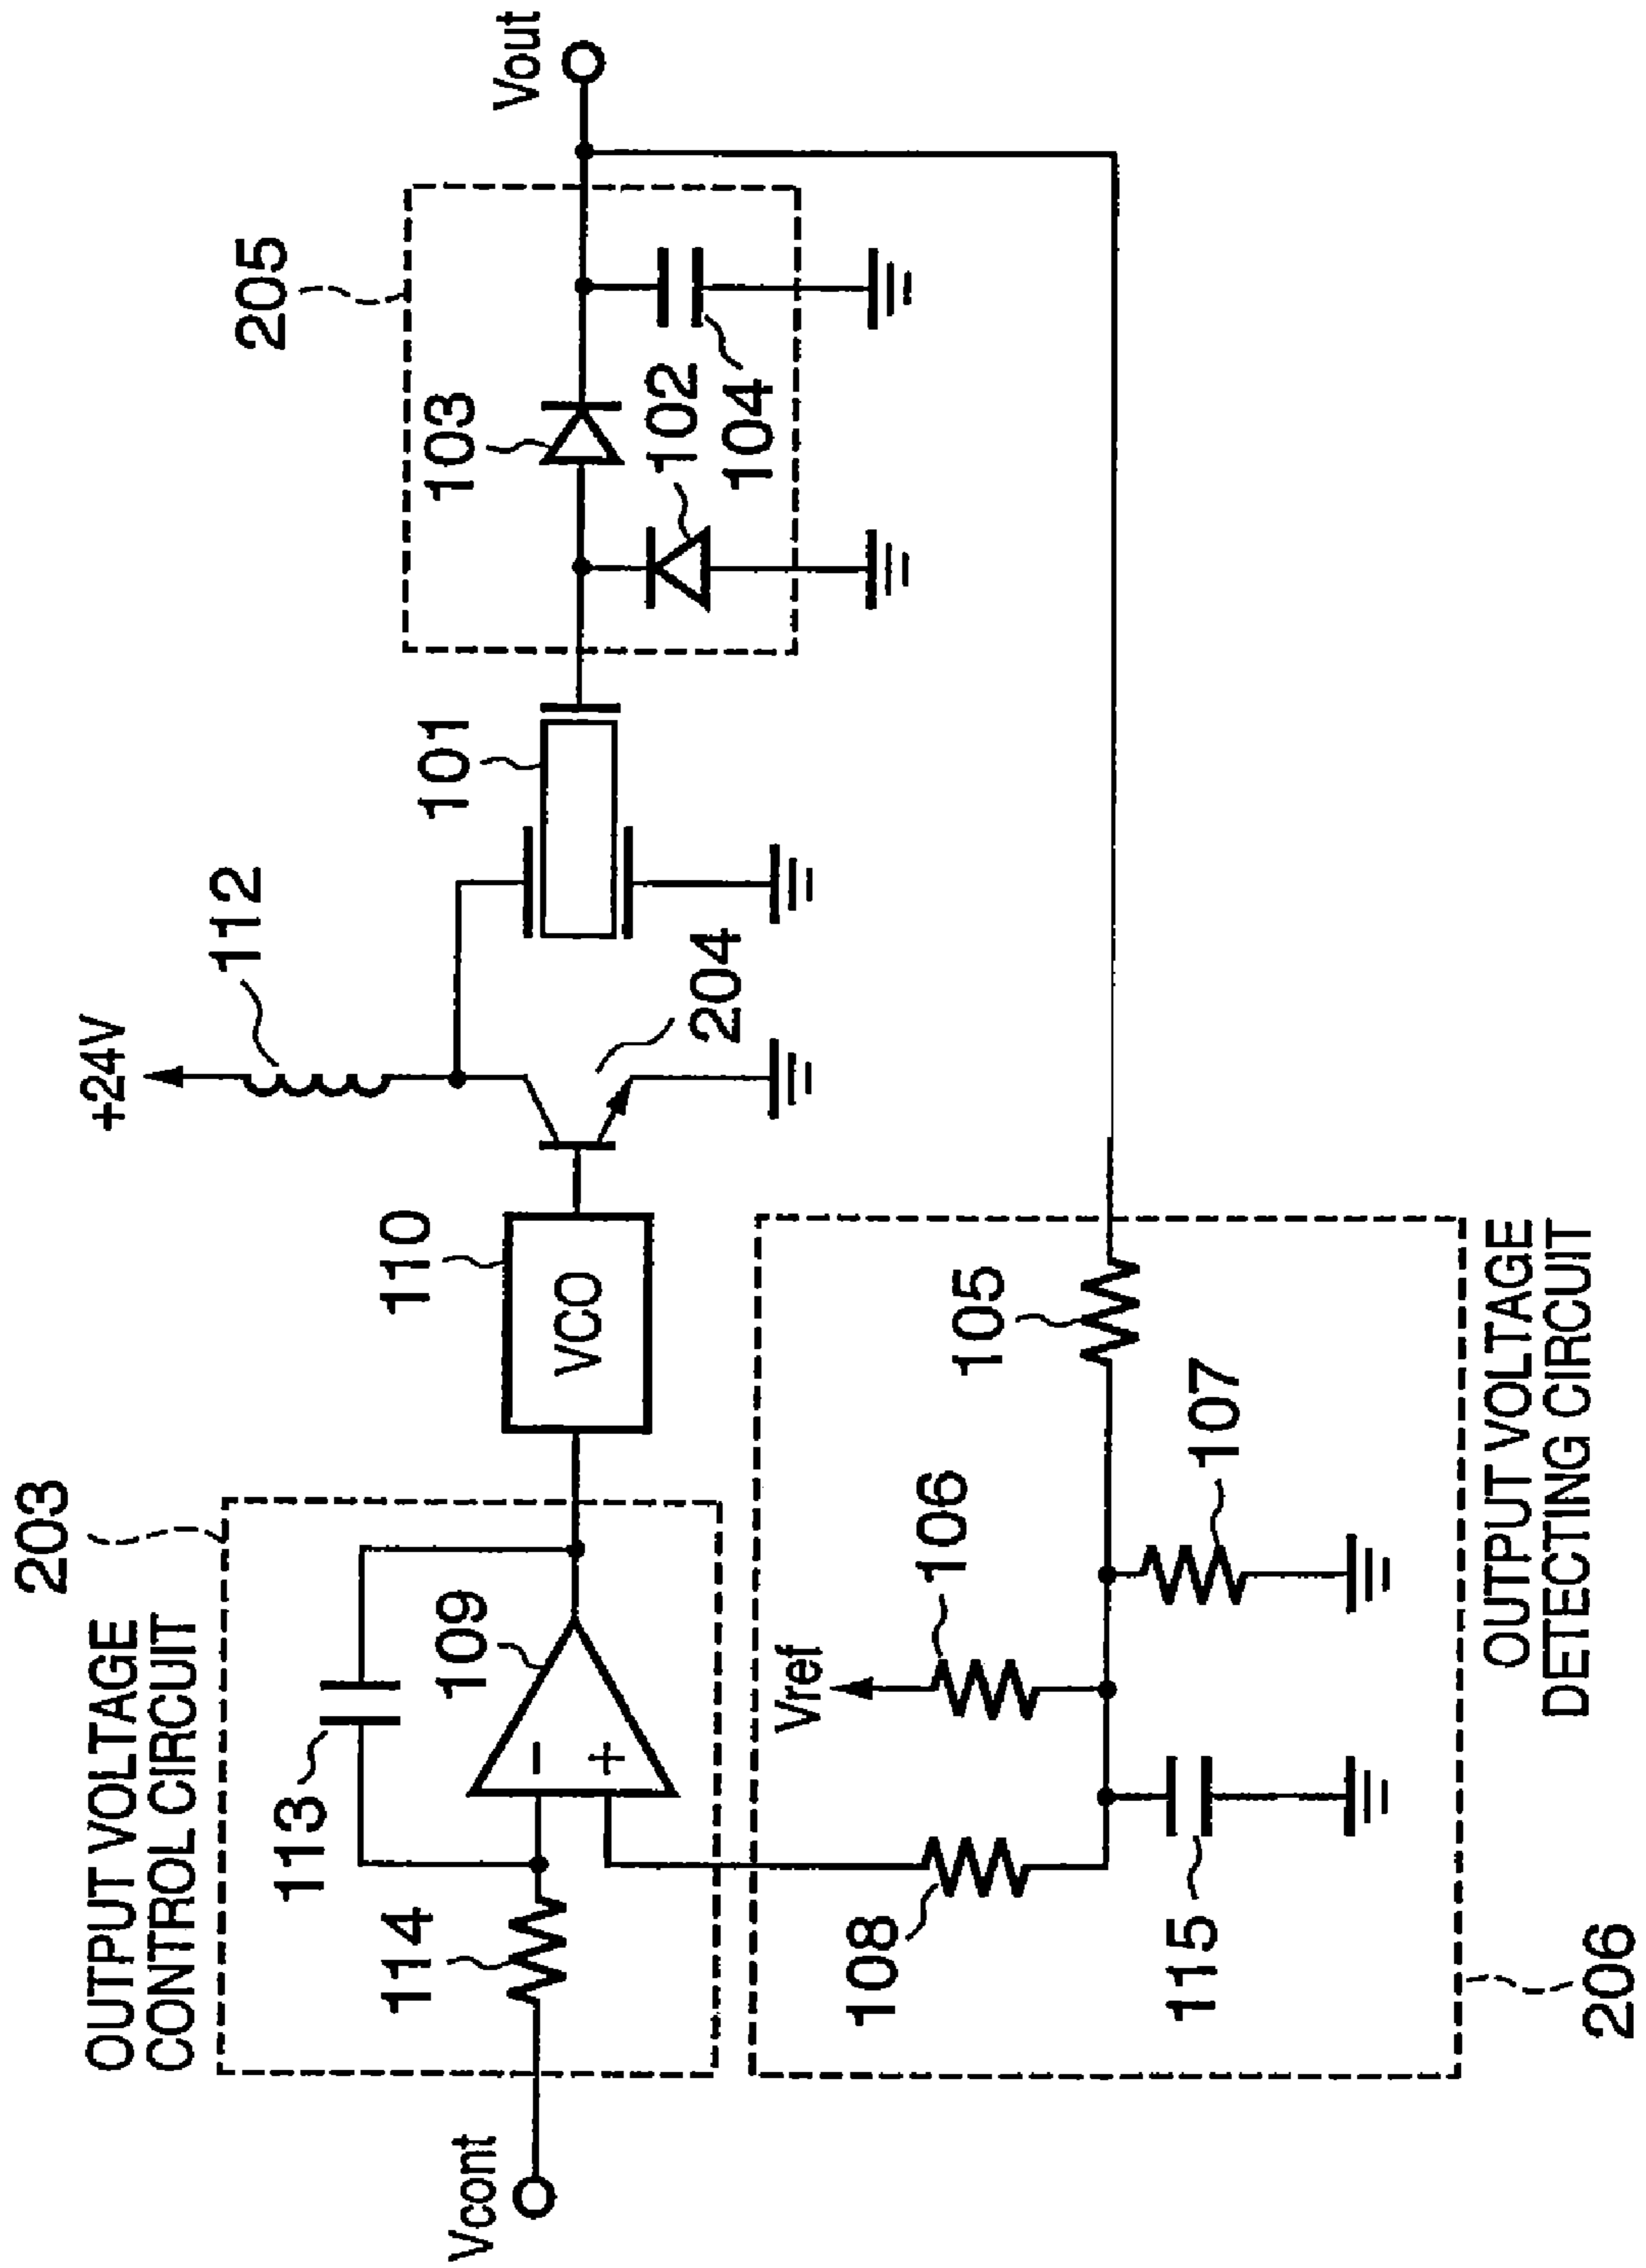 203
OUTPUT VOLTAGE
CONTROL CIRCUIT
113
114
109
Vcont
110
VCO
+24V
112
204
101
205
103
102
104
Vout
Vref
106
105
107
108
115
206
OUTPUT VOLTAGE
DETECTING CIRCUIT
−
+